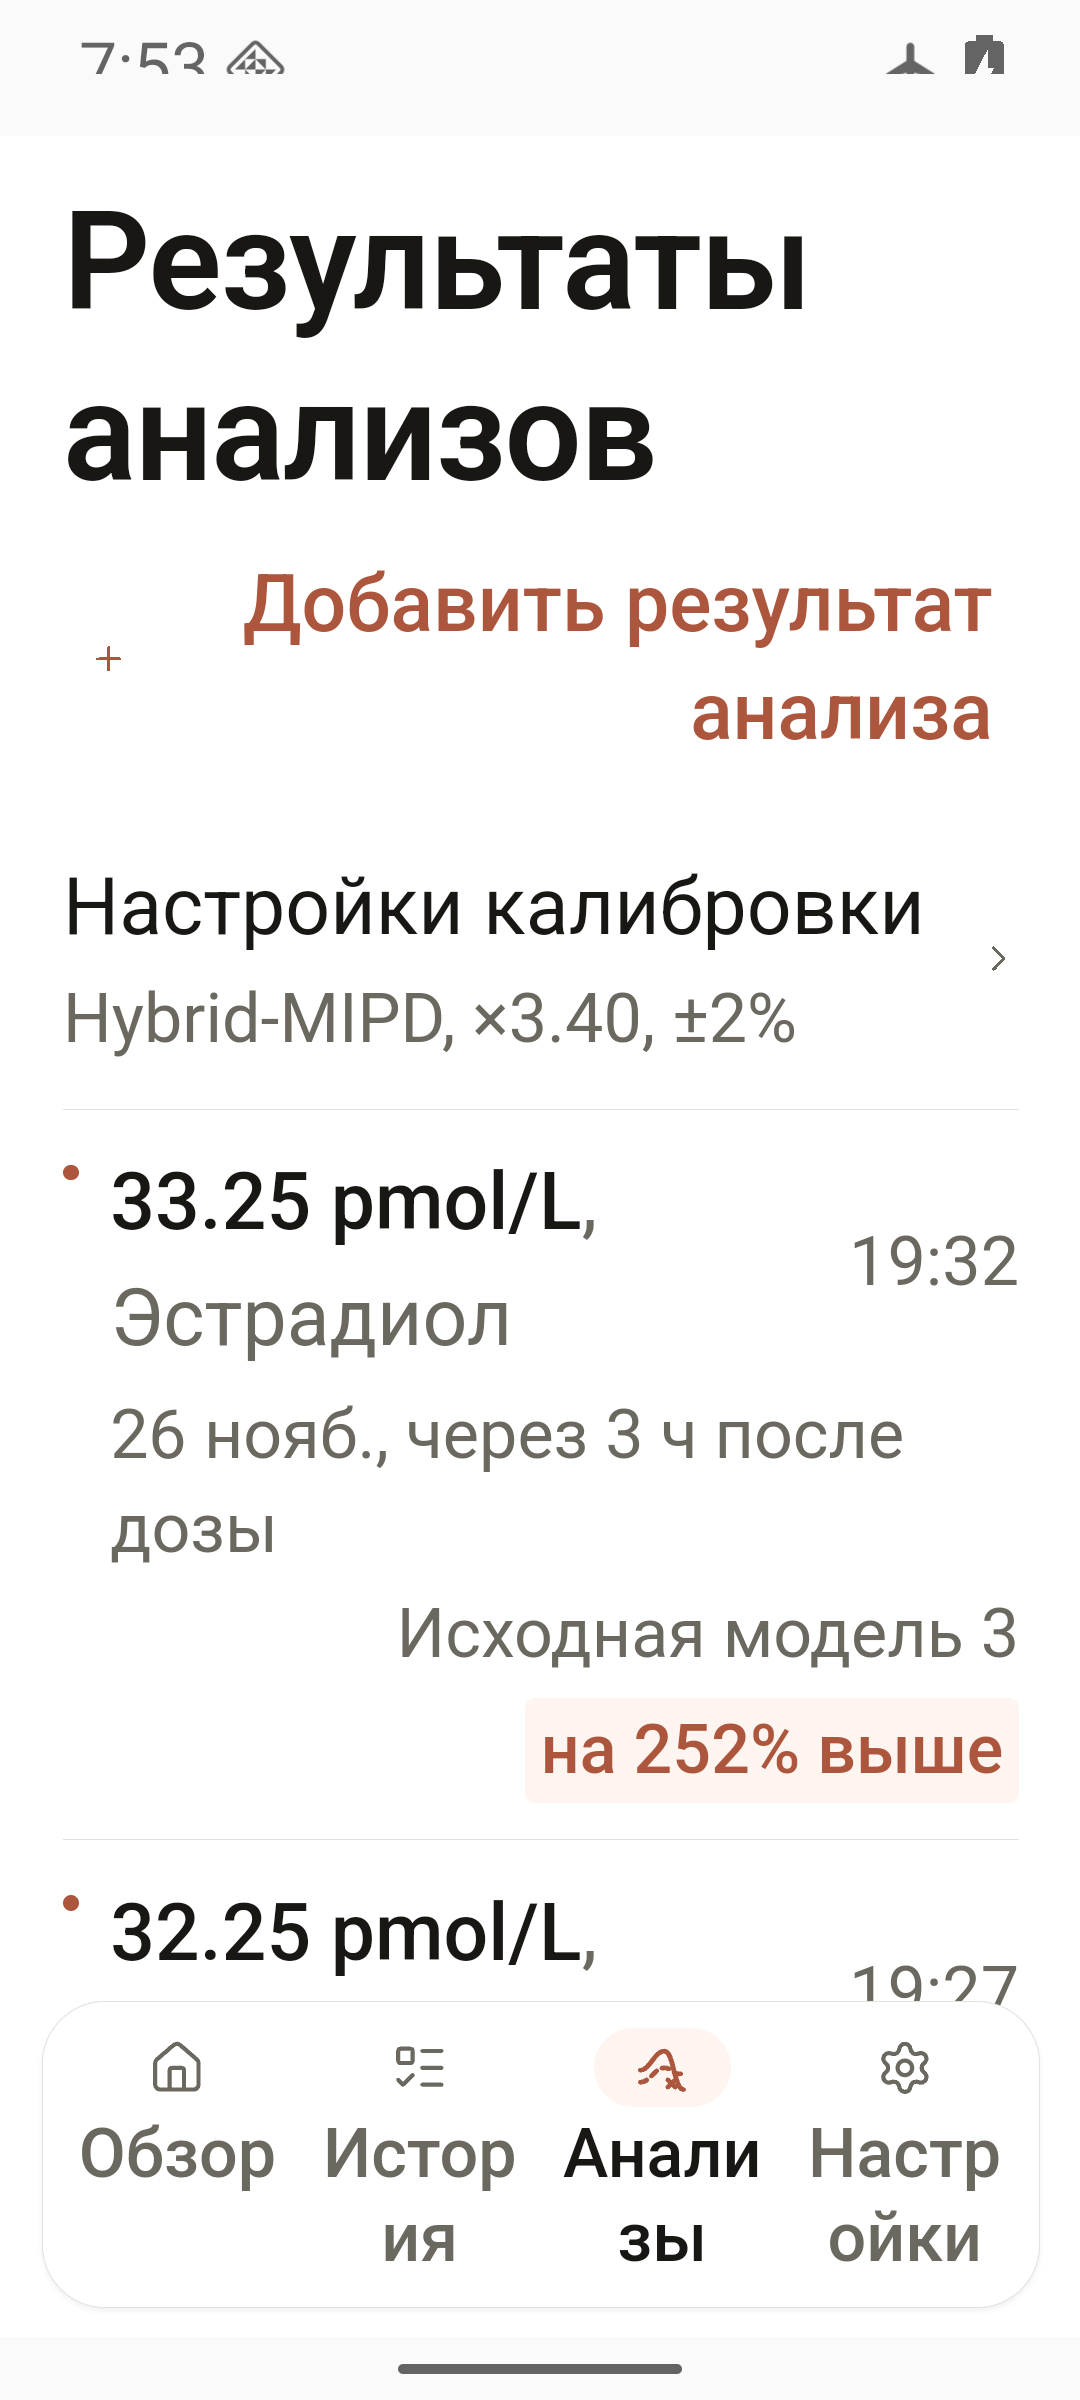 7:53
Результаты
анализов
Добавить результат
анализа
Настройки калибровки
Hybrid-MIPD, ×3.40, ±2%
33.25 pmol/L,
19:32
Эстрадиол
26 нояб., через 3 ч после
дозы
Исходная модель 3
на 252% выше
32.25 pmol/L,
19:27
Обзор
Истор
ия
Анали
зы
Настр
ойки